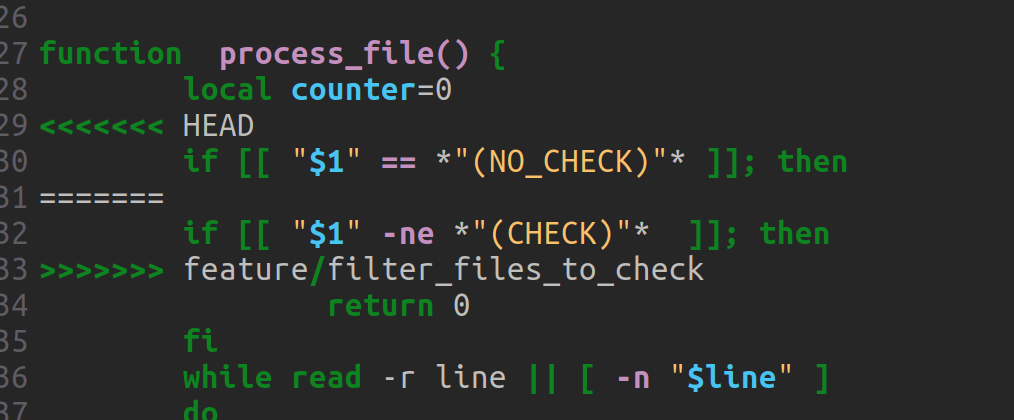 26
27 function  process_file() {
28         local counter=0
29 <<<<<<< HEAD
30         if [[ "$1" == *"(NO_CHECK)"* ]]; then
31 =======
32         if [[ "$1" -ne *"(CHECK)"*  ]]; then
33 >>>>>>> feature/filter_files_to_check
34                 return 0
35         fi
36         while read -r line || [ -n "$line" ]
37         do